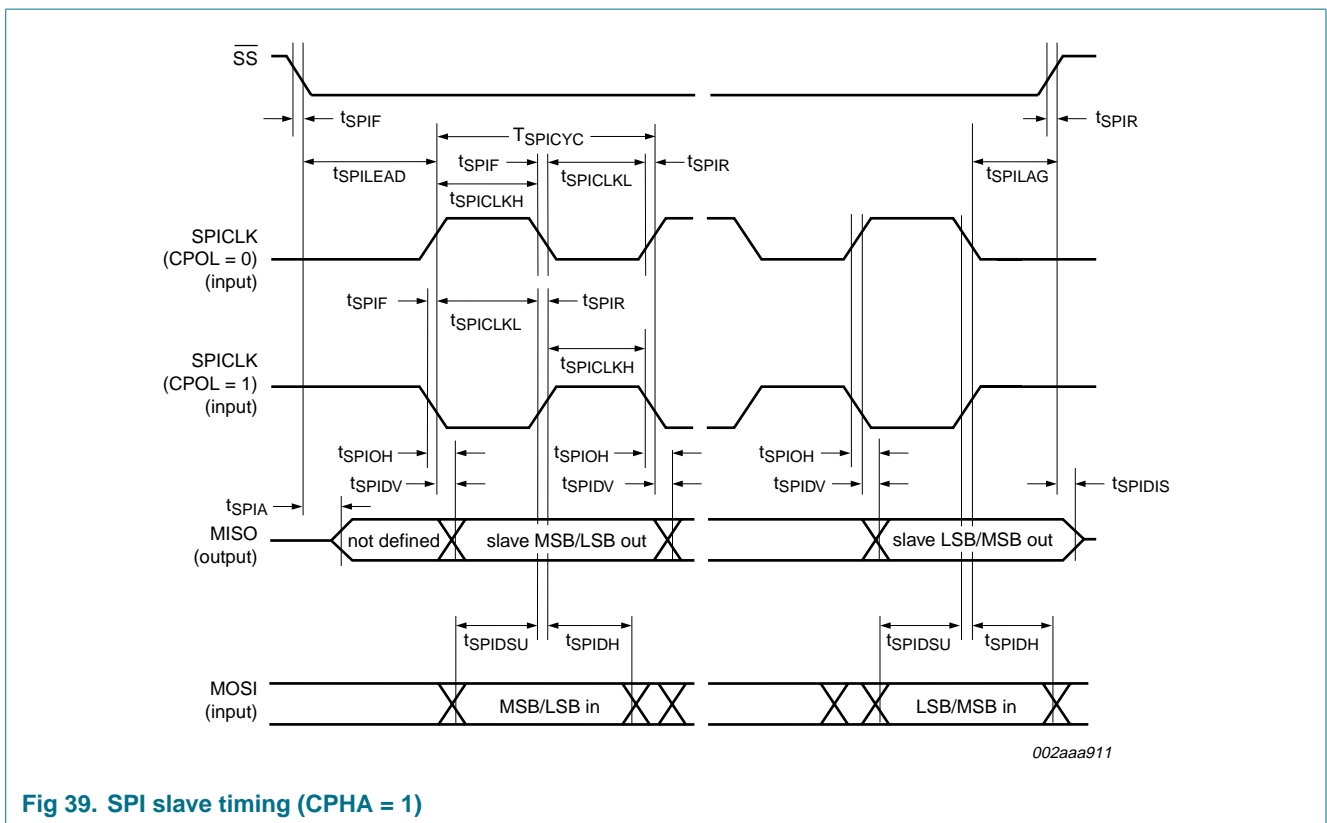 SS
tSPIF
tSPIR
TSPICYC
tSPIF
tSPIR
tSPILEAD
tSPICLKL
tSPILAG
tSPICLKH
SPICLK
(CPOL = 0)
(input)
tSPIF
tSPIR
tSPICLKL
tSPICLKH
SPICLK
(CPOL = 1)
(input)
tSPIOH
tSPIOH
tSPIOH
tSPIDV
tSPIDV
tSPIDV
tSPIDIS
tSPIA
MISO
(output)
not defined
slave MSB/LSB out
slave LSB/MSB out
tSPIDSU
tSPIDH
tSPIDSU
tSPIDH
MOSI
(input)
MSB/LSB in
LSB/MSB in
002aaa911
Fig 39. SPI slave timing (CPHA = 1)